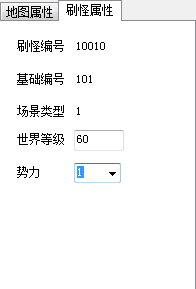 地图属性 刷怪属性
刷怪编号 10010
基础编号 101
场景类型 1
世界等级 60
势力 1